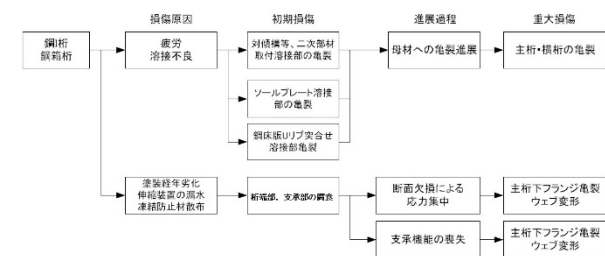 損傷原因
初期損傷
進展過程
重大損傷
鋼I桁
鋼箱桁
疲労
溶接不良
対傾構等、二次部材
取付溶接部の亀裂
母材への亀裂進展
主桁・横桁の亀裂
ソールプレート溶接
部の亀裂
鋼床版Uリブ突合せ
溶接部亀裂
塗装経年劣化
伸縮装置の漏水
凍結防止材散布
桁端部、支承部の腐食
断面欠損による
応力集中
主桁下フランジ亀裂
ウェブ変形
支承機能の喪失
主桁下フランジ亀裂
ウェブ変形